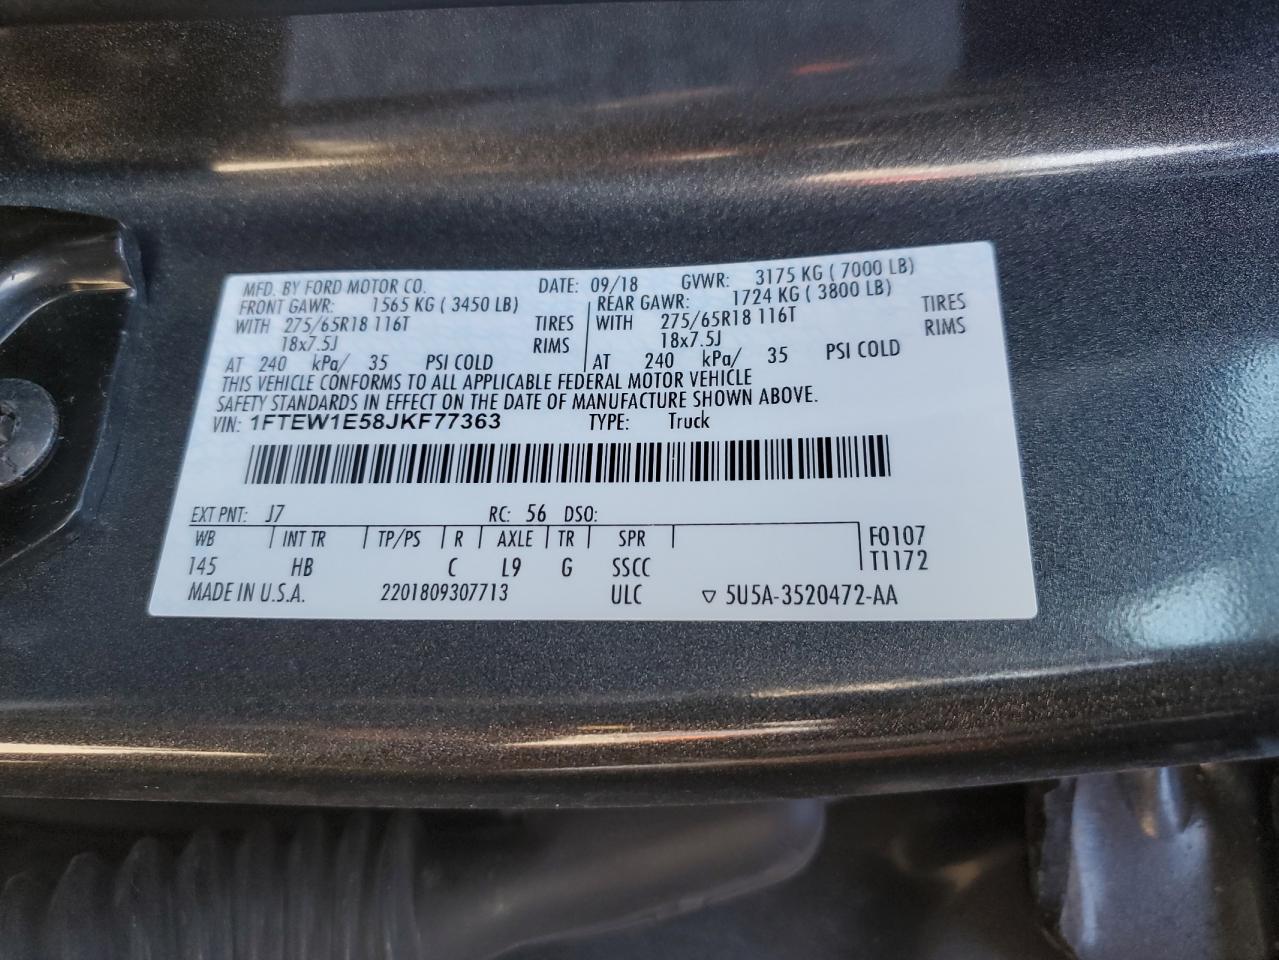 MFD. BY FORD MOTOR CO. DATE: 09/18 GVWR: 3175 KG ( 7000 LB)
FRONT GAWR: 1565 KG ( 3450 LB) REAR GAWR: 1724 KG ( 3800 LB)
WITH 275/65R18 116T TIRES WITH 275/65R18 116T TIRES
18x7.5J RIMS 18x7.5J RIMS
AT 240 kPa/ 35 PSI COLD AT 240 kPa/ 35 PSI COLD
THIS VEHICLE CONFORMS TO ALL APPLICABLE FEDERAL MOTOR VEHICLE
SAFETY STANDARDS IN EFFECT ON THE DATE OF MANUFACTURE SHOWN ABOVE.
VIN: 1FTEW1E58JKF77363 TYPE: Truck
EXT PNT: J7 RC: 56 DSO:
WB INT TR TP/PS R AXLE TR SPR F0107
145 HB C L9 G SSCC T1172
MADE IN U.S.A. 2201809307713 ULC ▽ 5U5A-3520472-AA